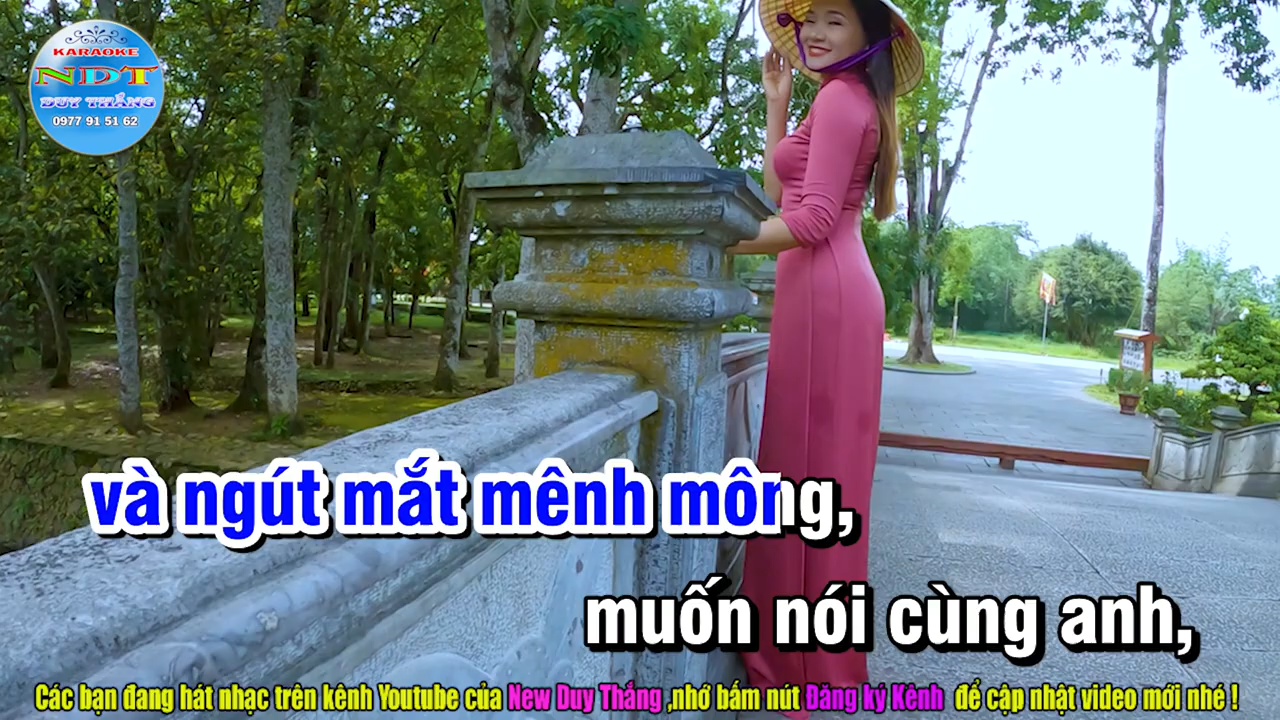 KARAOKE
NDT
DUY THẮNG
0977 91 51 62
và ngút mắt mênh mông,
muốn nói cùng anh,
Các bạn đang hát nhạc trên kênh Youtube của New Duy Thắng ,nhớ bấm nút Đăng ký Kênh để cập nhật video mới nhé !